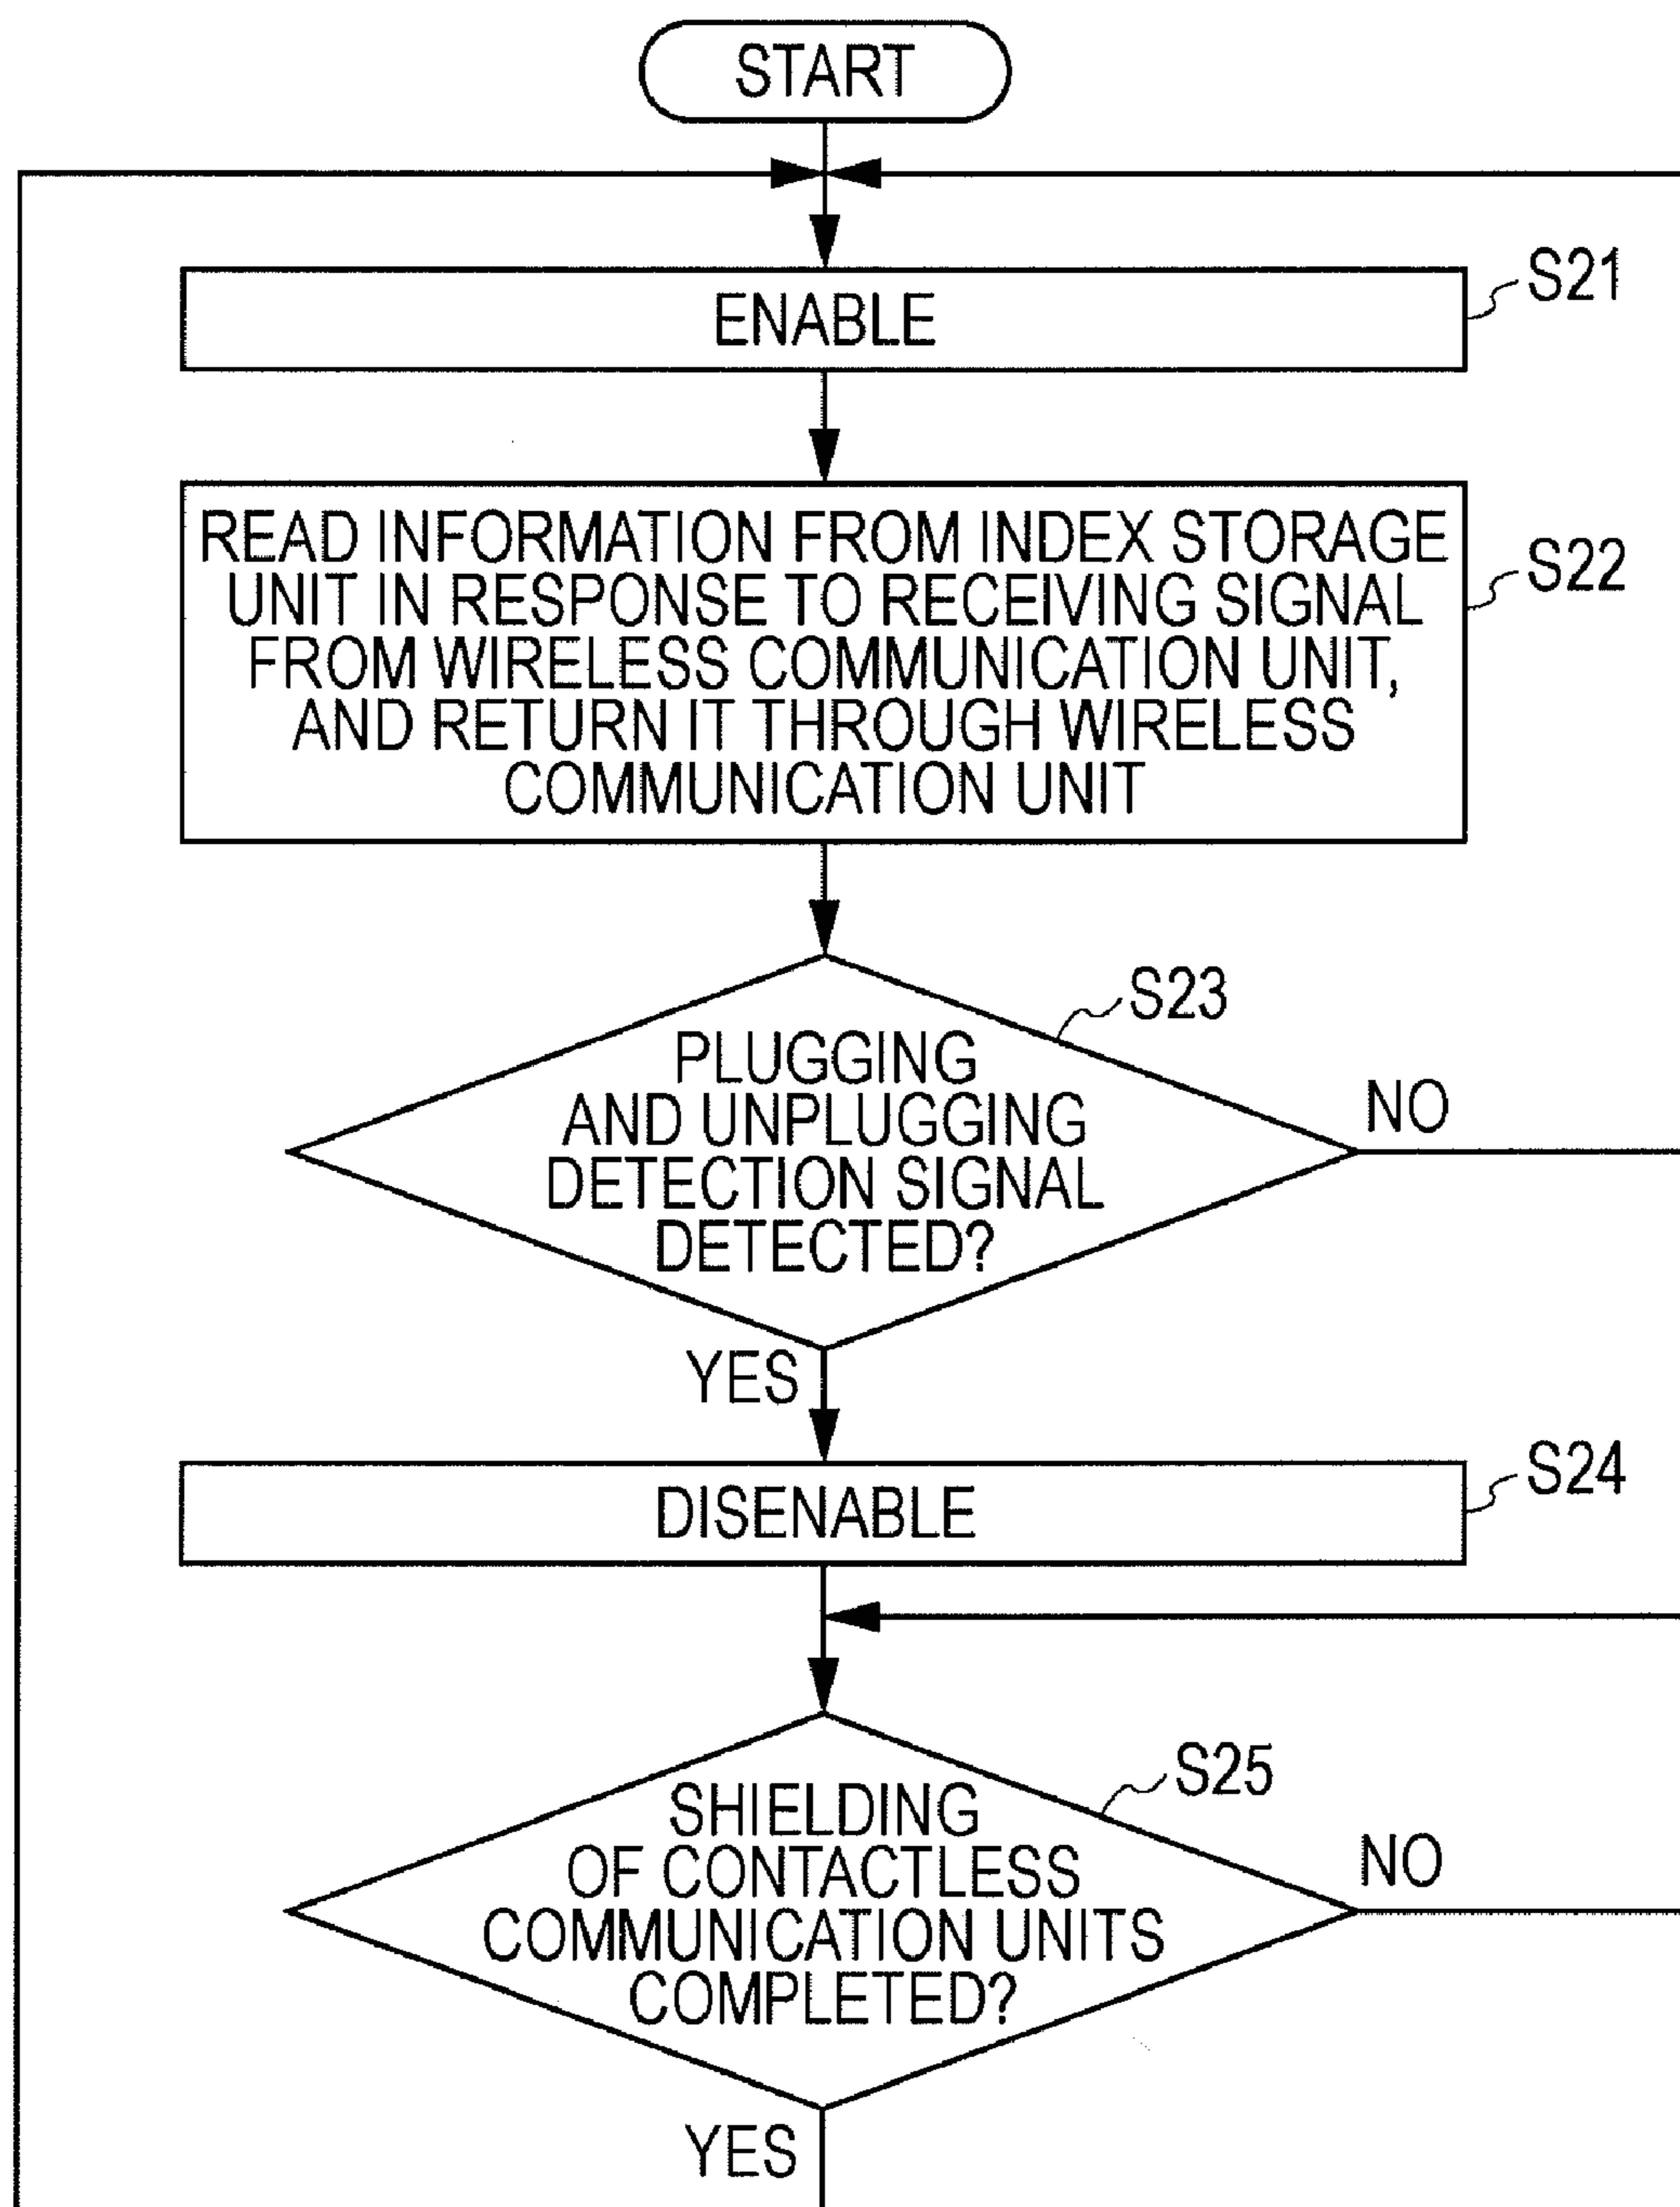 START
ENABLE
S21
READ INFORMATION FROM INDEX STORAGE
UNIT IN RESPONSE TO RECEIVING SIGNAL
FROM WIRELESS COMMUNICATION UNIT,
AND RETURN IT THROUGH WIRELESS
COMMUNICATION UNIT
S22
PLUGGING
AND UNPLUGGING
DETECTION SIGNAL
DETECTED?
S23
NO
YES
DISENABLE
S24
SHIELDING
OF CONTACTLESS
COMMUNICATION UNITS
COMPLETED?
S25
NO
YES